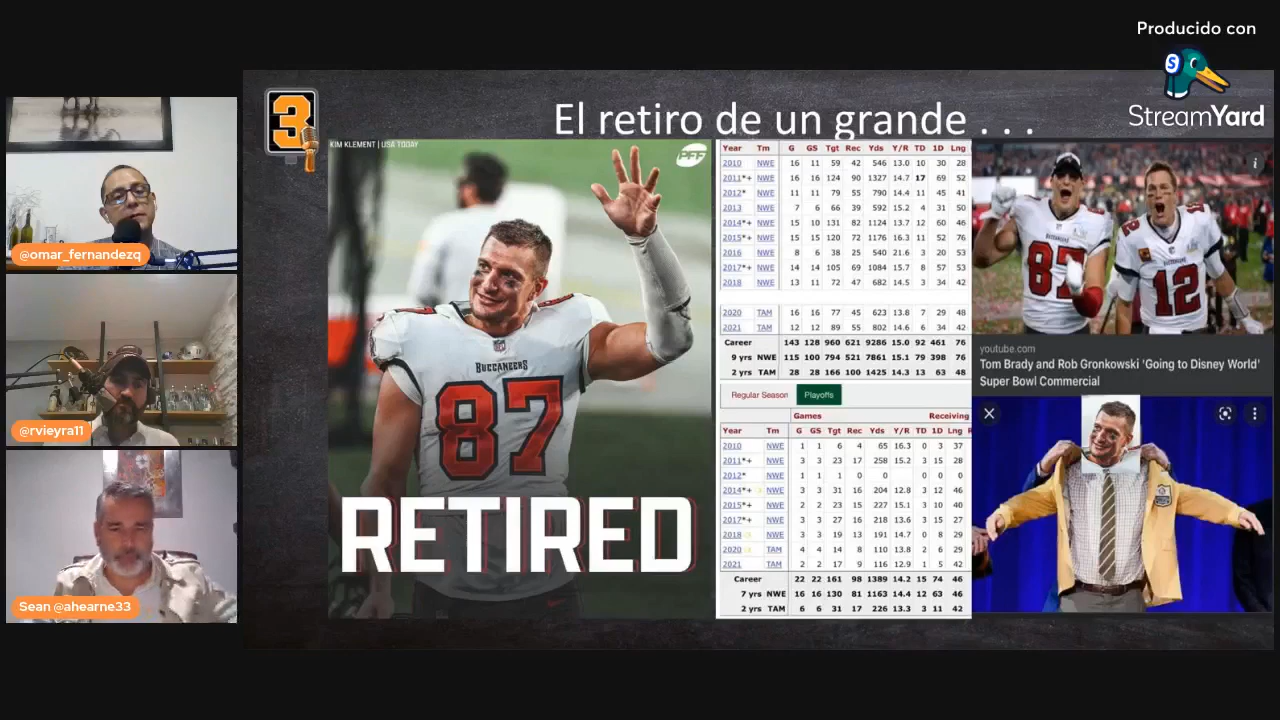 Producido con
StreamYard
S
3
El retiro de un grande . . .
@omar_fernandezq
@rvieyra11
Sean @ahearne33
KIM KLEMENT | USA TODAY
PFF
NFL
BUCCANEERS
87
RETIRED
Year Tm G GS Tgt Rec Yds Y/R TD 1D Lng
2010 NWE 16 11 59 42 546 13.0 10 30 28
2011*+ NWE 16 16 124 90 1327 14.7 17 69 52
2012* NWE 11 11 79 55 790 14.4 11 45 41
2013 NWE 7 6 66 39 592 15.2 4 31 50
2014*+ NWE 15 10 131 82 1124 13.7 12 60 46
2015*+ NWE 15 15 120 72 1176 16.3 11 52 76
2016 NWE 8 6 38 25 540 21.6 3 20 53
2017*+ NWE 14 14 105 69 1084 15.7 8 57 53
2018 NWE 13 11 72 47 682 14.5 3 34 42
2020 TAM 16 16 77 45 623 13.8 7 29 48
2021 TAM 12 12 89 55 802 14.6 6 34 42
Career 143 128 960 621 9286 15.0 92 461 76
9 yrs NWE 115 100 794 521 7861 15.1 79 398 76
2 yrs TAM 28 28 166 100 1425 14.3 13 63 48
Regular Season Playoffs
Games Receiving
Year Tm G GS Tgt Rec Yds Y/R TD 1D Lng R
2010 NWE 1 1 6 4 65 16.3 0 3 37
2011*+ NWE 3 3 23 17 258 15.2 3 15 28
2012* NWE 1 1 1 0 0 0 0 0
2014*+ NWE 3 3 31 16 204 12.8 3 12 46
2015*+ NWE 2 2 23 15 227 15.1 3 10 40
2017*+ NWE 3 3 27 16 218 13.6 3 15 27
2018 NWE 3 3 19 13 191 14.7 0 8 29
2020 TAM 4 4 14 8 110 13.8 2 6 29
2021 TAM 2 2 17 9 116 12.9 1 5 42
Career 22 22 161 98 1389 14.2 15 74 46
7 yrs NWE 16 16 130 81 1163 14.4 12 63 46
2 yrs TAM 6 6 31 17 226 13.3 3 11 42
BUCCANEERS
87
12
youtube.com
Tom Brady and Rob Gronkowski 'Going to Disney World'
Super Bowl Commercial